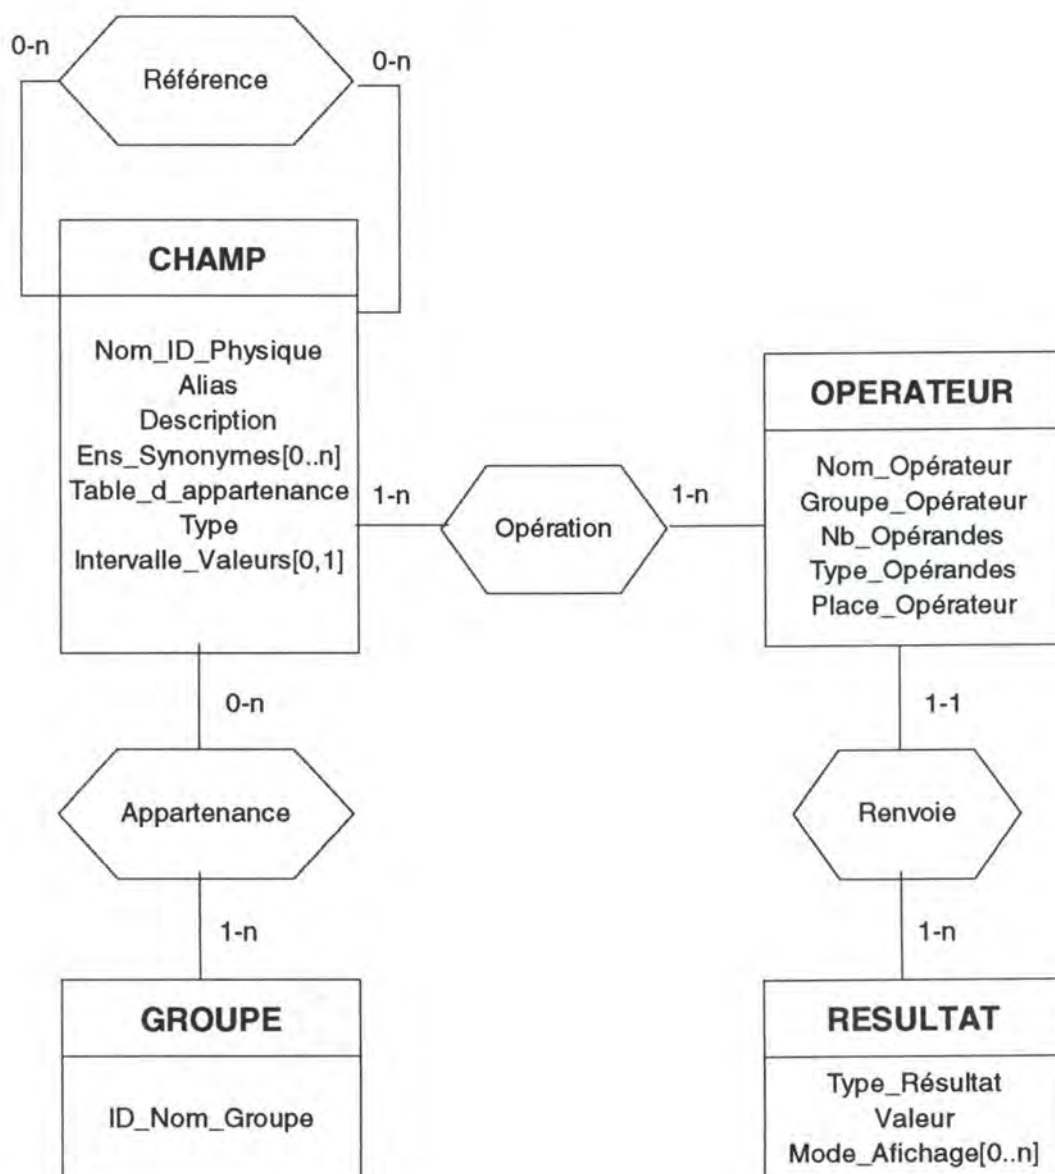 0-n
0-n
Référence
CHAMP
Nom_ID_Physique
Alias
Description
Ens_Synonymes[0..n]
Table_d_appartenance
Type
Intervalle_Valeurs[0,1]
1-n
Opération
1-n
OPERATEUR
Nom_Opérateur
Groupe_Opérateur
Nb_Opérandes
Type_Opérandes
Place_Opérateur
0-n
Appartenance
1-n
GROUPE
ID_Nom_Groupe
1-1
Renvoie
1-n
RESULTAT
Type_Résultat
Valeur
Mode_Afichage[0..n]